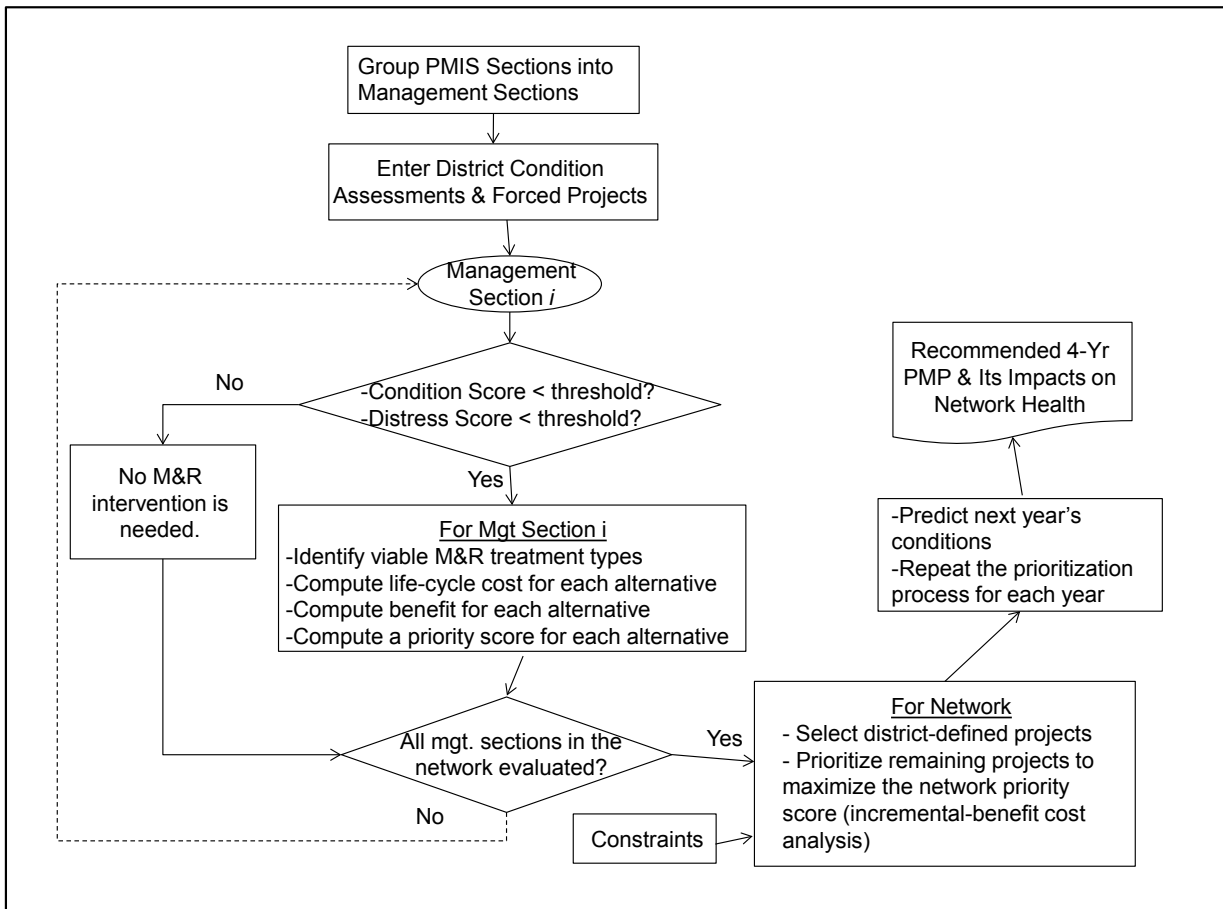 Group PMIS Sections into
Management Sections
Enter District Condition
Assessments & Forced Projects
Management
Section i
-Condition Score < threshold?
-Distress Score < threshold?
No
Yes
No M&R
intervention is
needed.
For Mgt Section i
-Identify viable M&R treatment types
-Compute life-cycle cost for each alternative
-Compute benefit for each alternative
-Compute a priority score for each alternative
All mgt. sections in the
network evaluated?
Yes
No
Constraints
For Network
- Select district-defined projects
- Prioritize remaining projects to
maximize the network priority
score (incremental-benefit cost
analysis)
-Predict next year’s
conditions
-Repeat the prioritization
process for each year
Recommended 4-Yr
PMP & Its Impacts on
Network Health